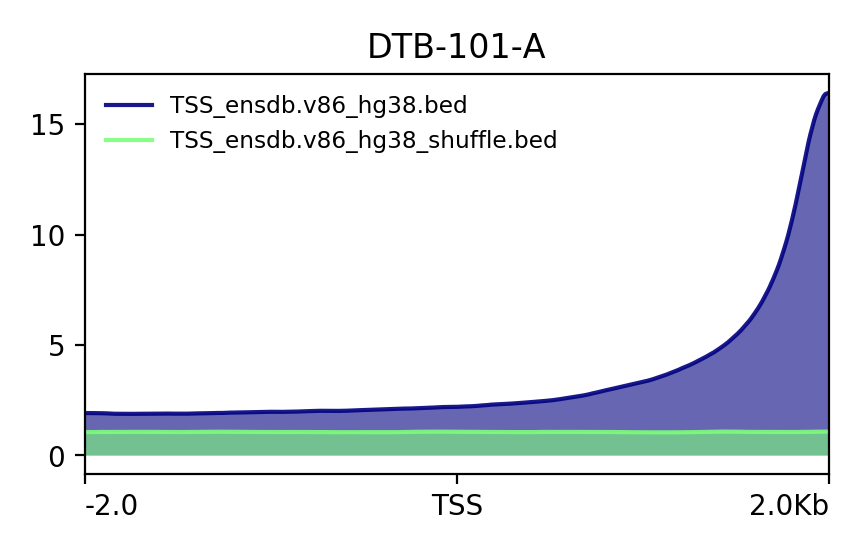 DTB-101-A
TSS_ensdb.v86_hg38.bed
TSS_ensdb.v86_hg38_shuffle.bed
15
10
5
0
-2.0 TSS 2.0Kb